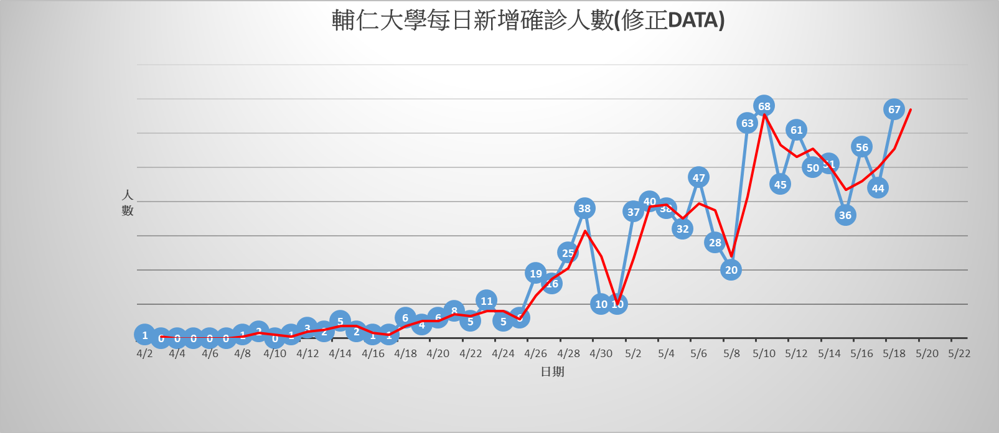 輔仁大學每日新增確診人數(修正DATA)
人數
1 0 0 0 0 0 1 2 0 1 3 2 5 2 1 1 6 4 6 8 5 11 5 6 19 16 25 38 10 10 37 40 38 32 47 28 20 63 68 45 61 50 51 36 56 44 67
4/2 4/4 4/6 4/8 4/10 4/12 4/14 4/16 4/18 4/20 4/22 4/24 4/26 4/28 4/30 5/2 5/4 5/6 5/8 5/10 5/12 5/14 5/16 5/18 5/20 5/22
日期